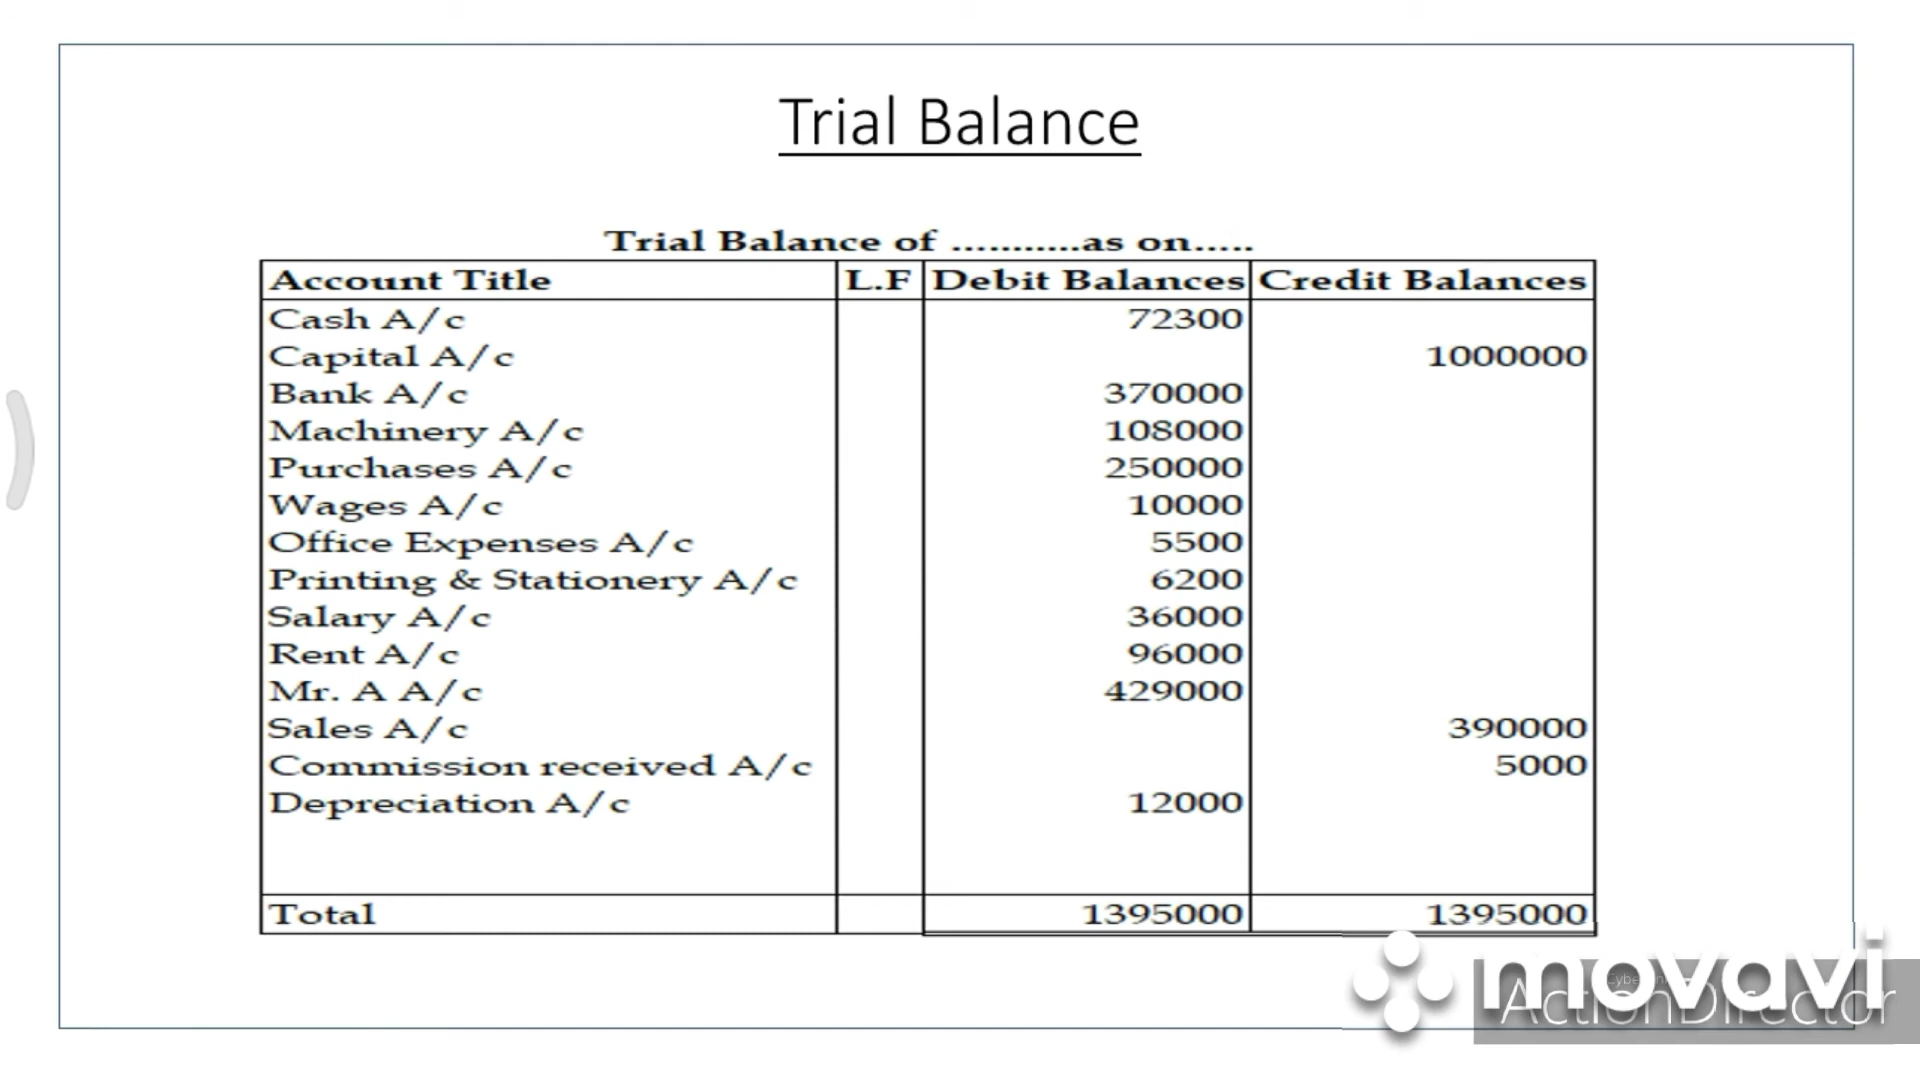 Trial Balance
Trial Balance of ............as on.....
Account Title L.F Debit Balances Credit Balances
Cash A/c 72300
Capital A/c 1000000
Bank A/c 370000
Machinery A/c 108000
Purchases A/c 250000
Wages A/c 10000
Office Expenses A/c 5500
Printing & Stationery A/c 6200
Salary A/c 36000
Rent A/c 96000
Mr. A A/c 429000
Sales A/c 390000
Commission received A/c 5000
Depreciation A/c 12000
Total 1395000 1395000
movavi
ActionDirector